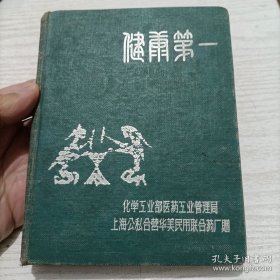 健康第一
化学工业部医药工业管理局
上海公私合营华美民用联合药厂赠
孔夫子旧书网